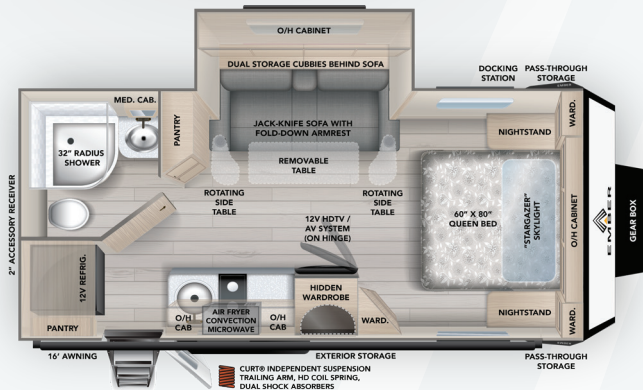 O/H CABINET
DUAL STORAGE CUBBIES BEHIND SOFA
DOCKING
STATION
PASS-THROUGH
STORAGE
MED. CAB.
PANTRY
JACK-KNIFE SOFA WITH
FOLD-DOWN ARMREST
NIGHTSTAND
WARD.
32" RADIUS
SHOWER
REMOVABLE
TABLE
ROTATING
SIDE
TABLE
ROTATING
SIDE
TABLE
2" ACCESSORY RECEIVER
12V HDTV /
AV SYSTEM
(ON HINGE)
60" X 80"
QUEEN BED
"STARGAZER"
SKYLIGHT
O/H CABINET
EMBER
GEAR BOX
12V REFRIG.
HIDDEN
WARDROBE
O/H
CAB
AIR FRYER
CONVECTION
MICROWAVE
O/H
CAB
WARD.
NIGHTSTAND
WARD.
PANTRY
16' AWNING
EXTERIOR STORAGE
PASS-THROUGH
STORAGE
CURT® INDEPENDENT SUSPENSION
TRAILING ARM, HD COIL SPRING,
DUAL SHOCK ABSORBERS